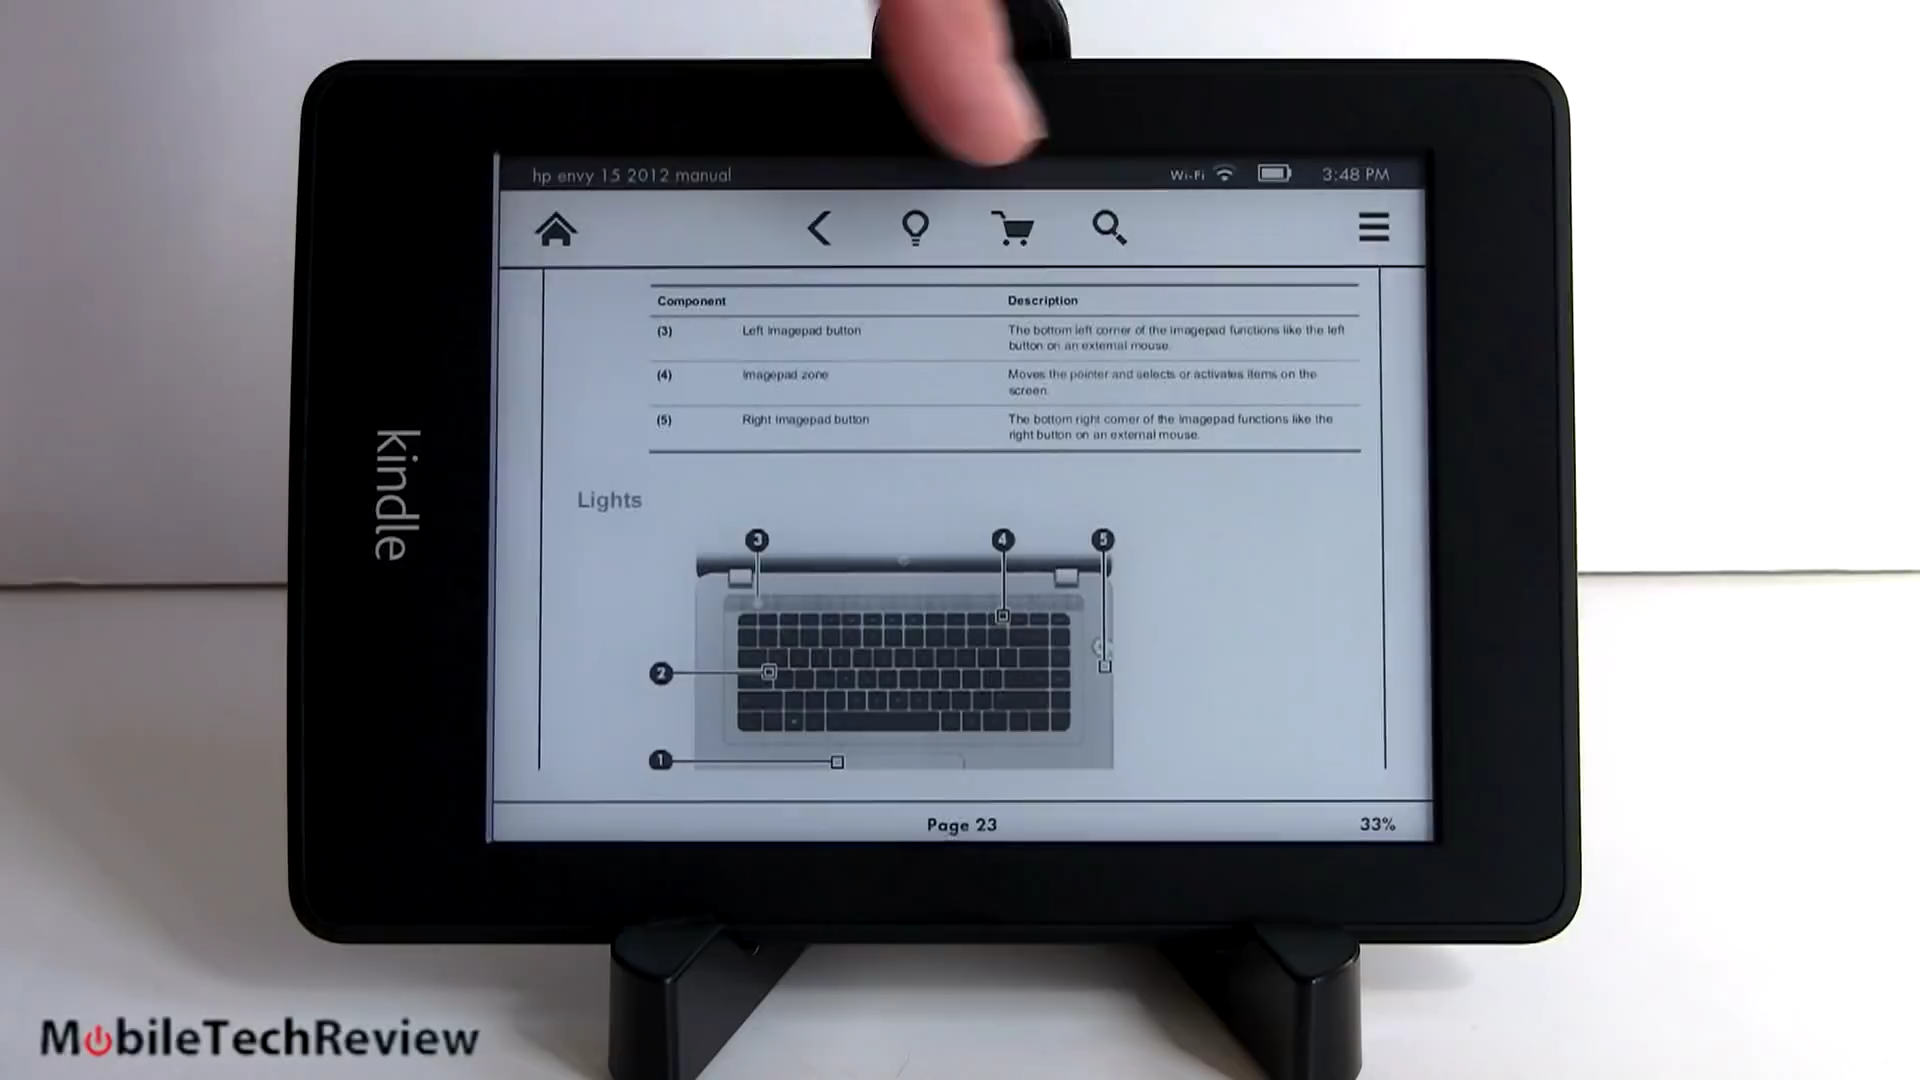 hp envy 15 2012 manual
Wi-Fi
3:48 PM
Component Description
(3) Left Imagepad button The bottom left corner of the Imagepad functions like the left
button on an external mouse.
(4) Imagepad zone Moves the pointer and selects or activates items on the
screen.
(5) Right Imagepad button The bottom right corner of the Imagepad functions like the
right button on an external mouse.
kindle
Lights
3 4 5
2
1
Page 23 33%
MobileTechReview